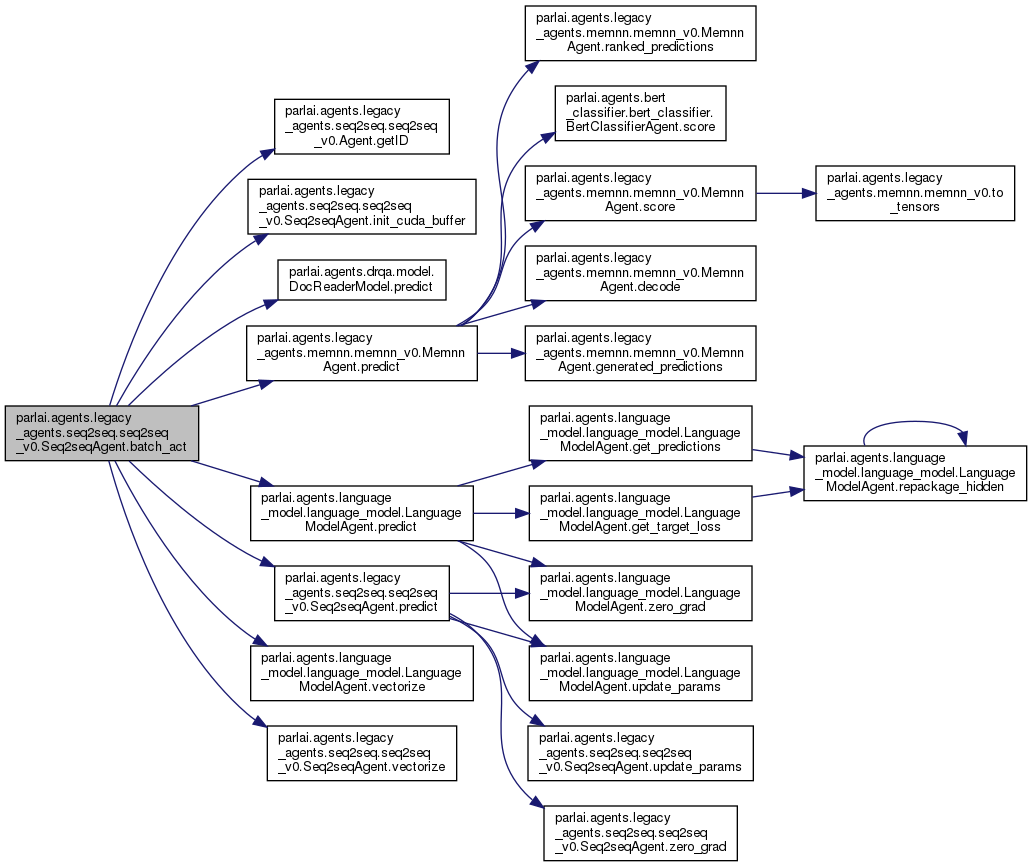 parlai.agents.legacy
_agents.memnn.memnn_v0.Memnn
Agent.ranked_predictions
parlai.agents.bert
_classifier.bert_classifier.
BertClassifierAgent.score
parlai.agents.legacy
_agents.seq2seq.seq2seq
_v0.Agent.getID
parlai.agents.legacy
_agents.memnn.memnn_v0.Memnn
Agent.score
parlai.agents.legacy
_agents.memnn.memnn_v0.to
_tensors
parlai.agents.legacy
_agents.seq2seq.seq2seq
_v0.Seq2seqAgent.init_cuda_buffer
parlai.agents.legacy
_agents.memnn.memnn_v0.Memnn
Agent.decode
parlai.agents.drqa.model.
DocReaderModel.predict
parlai.agents.legacy
_agents.memnn.memnn_v0.Memnn
Agent.predict
parlai.agents.legacy
_agents.memnn.memnn_v0.Memnn
Agent.generated_predictions
parlai.agents.legacy
_agents.seq2seq.seq2seq
_v0.Seq2seqAgent.batch_act
parlai.agents.language
_model.language_model.Language
ModelAgent.get_predictions
parlai.agents.language
_model.language_model.Language
ModelAgent.repackage_hidden
parlai.agents.language
_model.language_model.Language
ModelAgent.predict
parlai.agents.language
_model.language_model.Language
ModelAgent.get_target_loss
parlai.agents.legacy
_agents.seq2seq.seq2seq
_v0.Seq2seqAgent.predict
parlai.agents.language
_model.language_model.Language
ModelAgent.zero_grad
parlai.agents.language
_model.language_model.Language
ModelAgent.vectorize
parlai.agents.language
_model.language_model.Language
ModelAgent.update_params
parlai.agents.legacy
_agents.seq2seq.seq2seq
_v0.Seq2seqAgent.vectorize
parlai.agents.legacy
_agents.seq2seq.seq2seq
_v0.Seq2seqAgent.update_params
parlai.agents.legacy
_agents.seq2seq.seq2seq
_v0.Seq2seqAgent.zero_grad